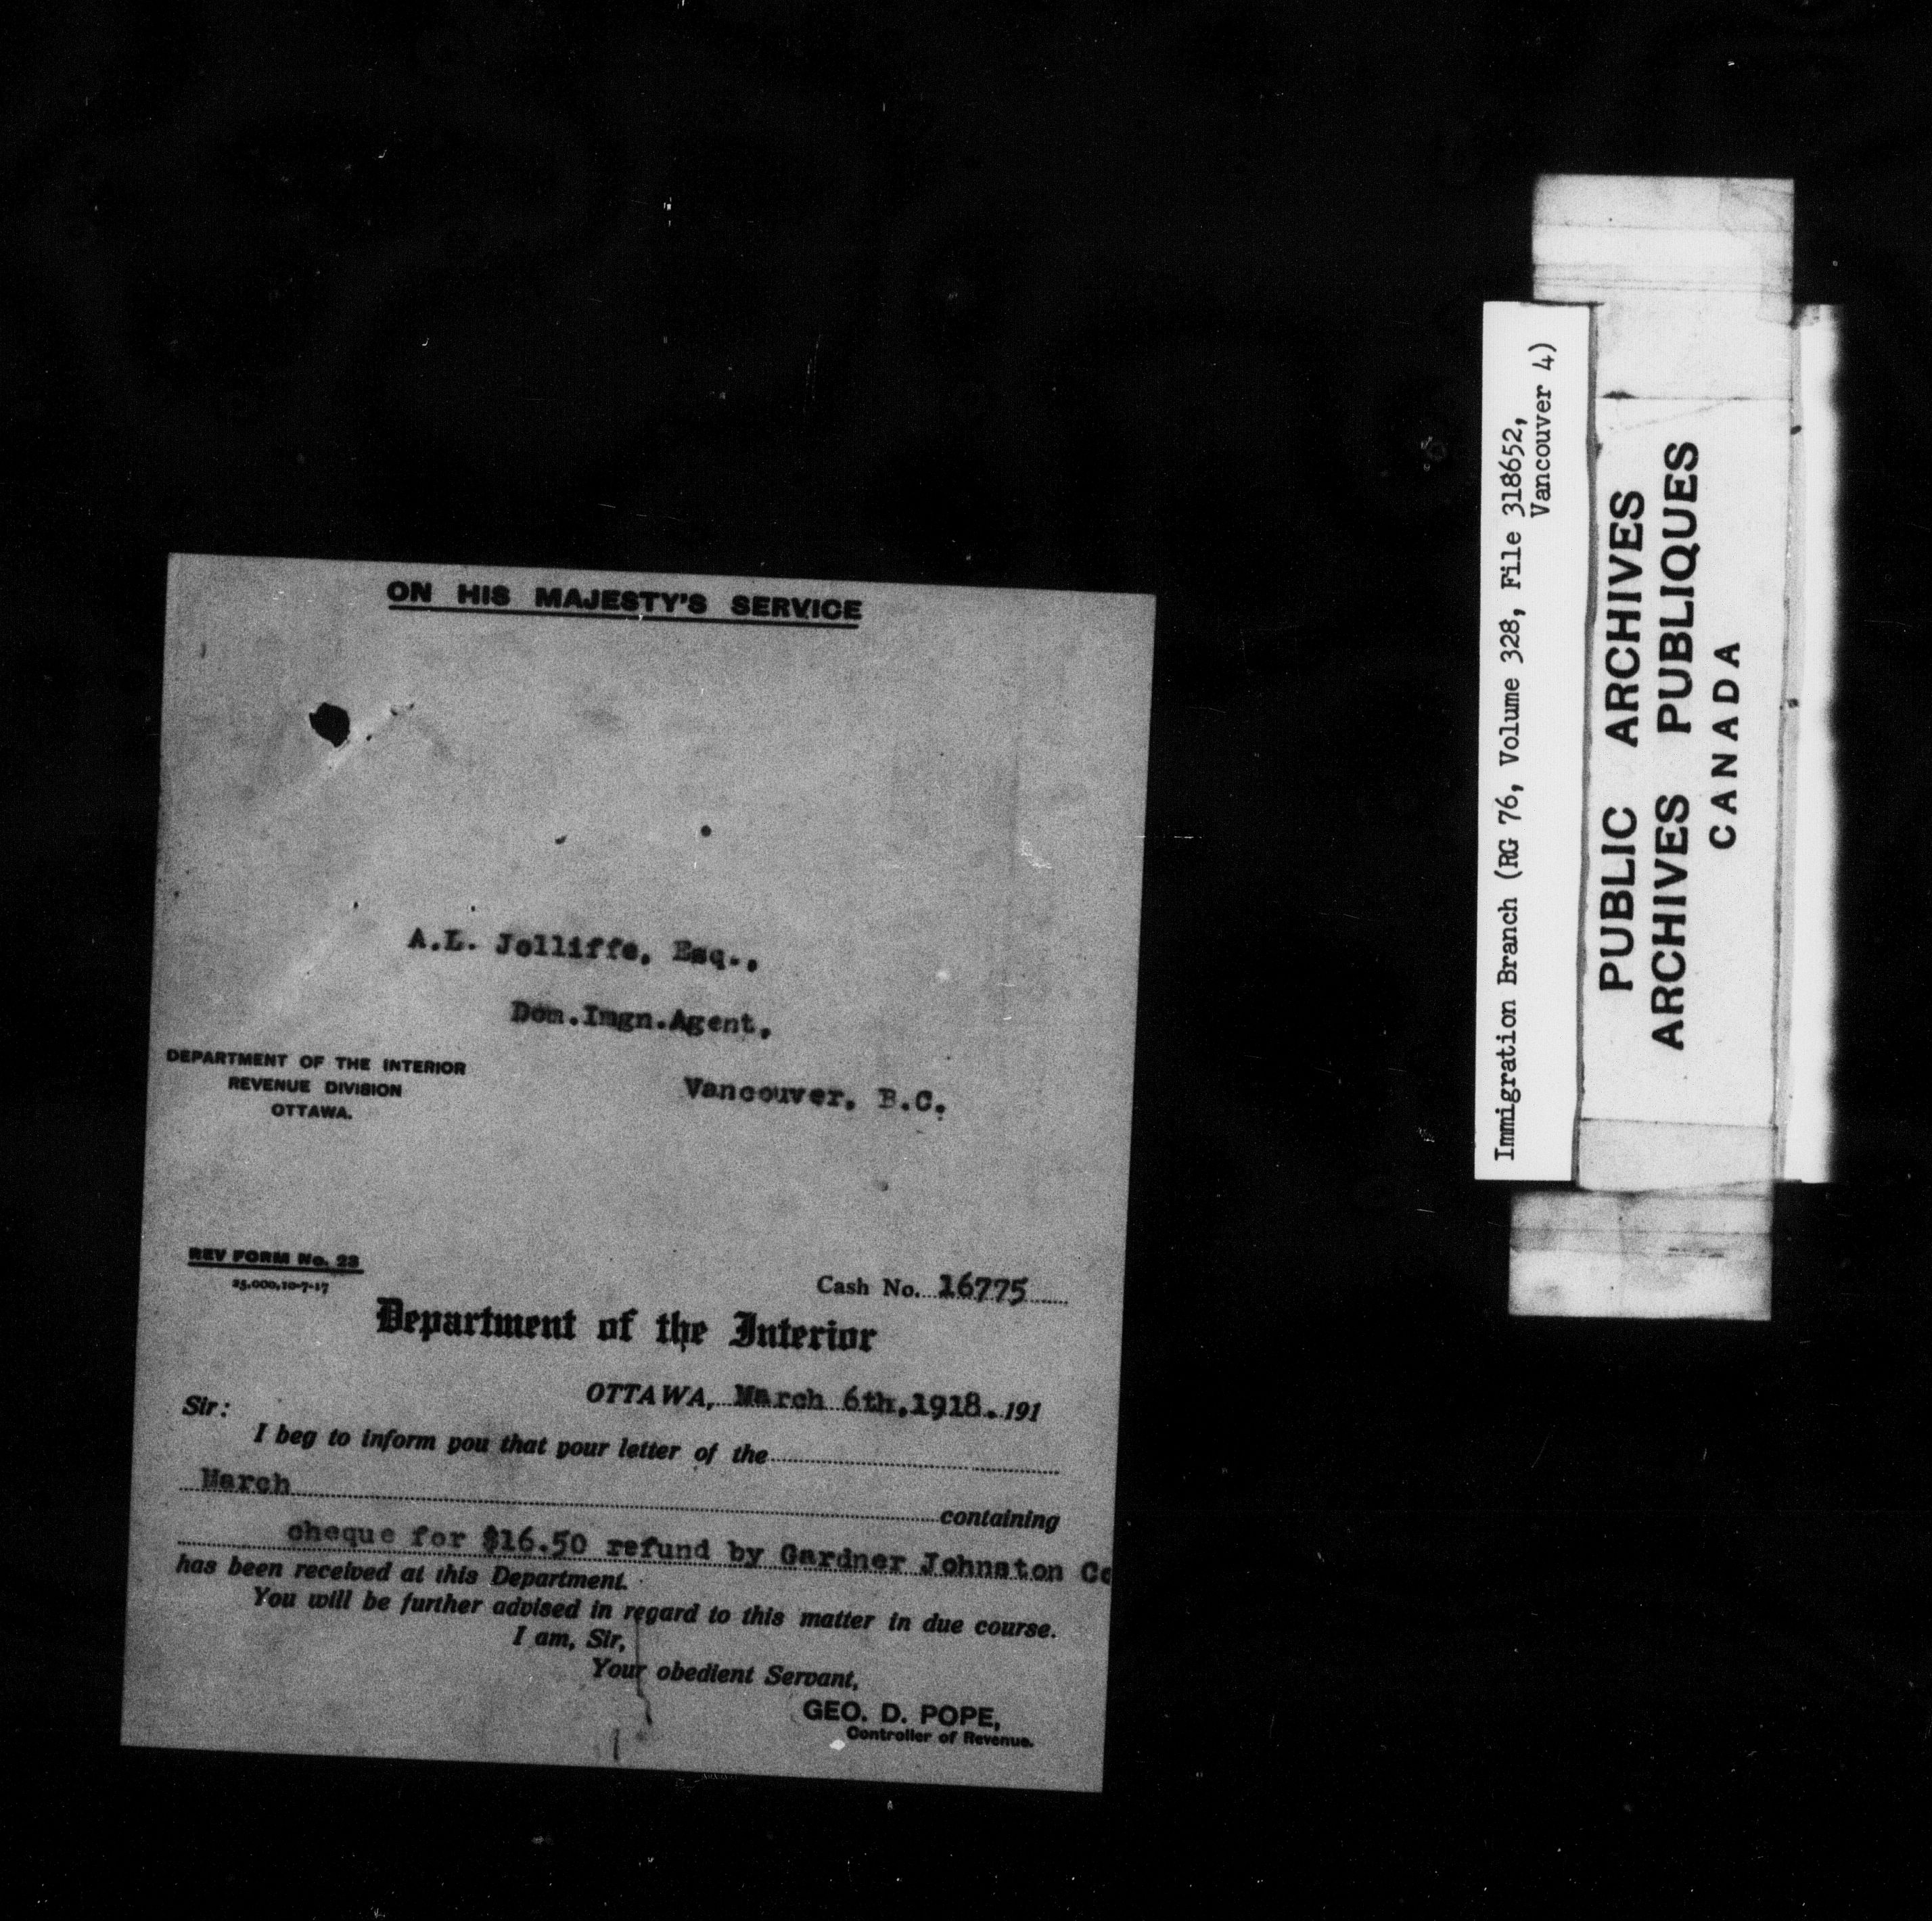 ON HIS MAJESTY'S SERVICE
A.L. Jolliffe, Esq.,
Dom.Imgn.Agent,
Vancouver, B.C.
DEPARTMENT OF THE INTERIOR
REVENUE DIVISION
OTTAWA.
REV FORM No. 23
25,000,10-7-17
Cash No. 16775
Department of the Interior
OTTAWA, March 6th,1918. 191
Sir:
I beg to inform you that your letter of the
March
containing
cheque for $16.50 refund by Gardner Johnston Co
has been received at this Department.
You will be further advised in regard to this matter in due course.
I am, Sir,
Your obedient Servant,
GEO. D. POPE,
Controller of Revenue.
Immigration Branch (RG 76, Volume 328, File 318652,
Vancouver 4)
PUBLIC ARCHIVES
ARCHIVES PUBLIQUES
CANADA